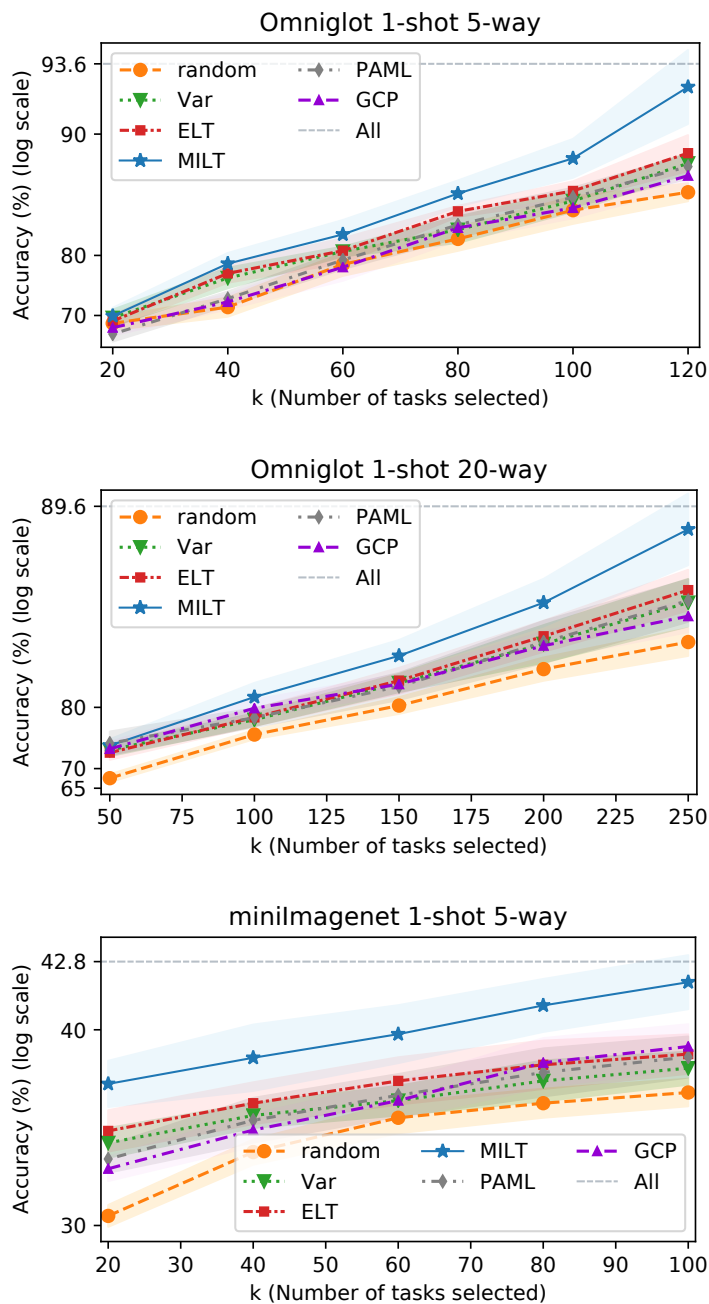 Omniglot 1-shot 5-way
Accuracy (%) (log scale)
93.6
90
80
70
random
Var
ELT
MILT
PAML
GCP
All
20 40 60 80 100 120
k (Number of tasks selected)
Omniglot 1-shot 20-way
Accuracy (%) (log scale)
89.6
80
70
65
random
Var
ELT
MILT
PAML
GCP
All
50 75 100 125 150 175 200 225 250
k (Number of tasks selected)
miniImagenet 1-shot 5-way
Accuracy (%) (log scale)
42.8
40
30
random
Var
ELT
MILT
PAML
GCP
All
20 30 40 50 60 70 80 90 100
k (Number of tasks selected)